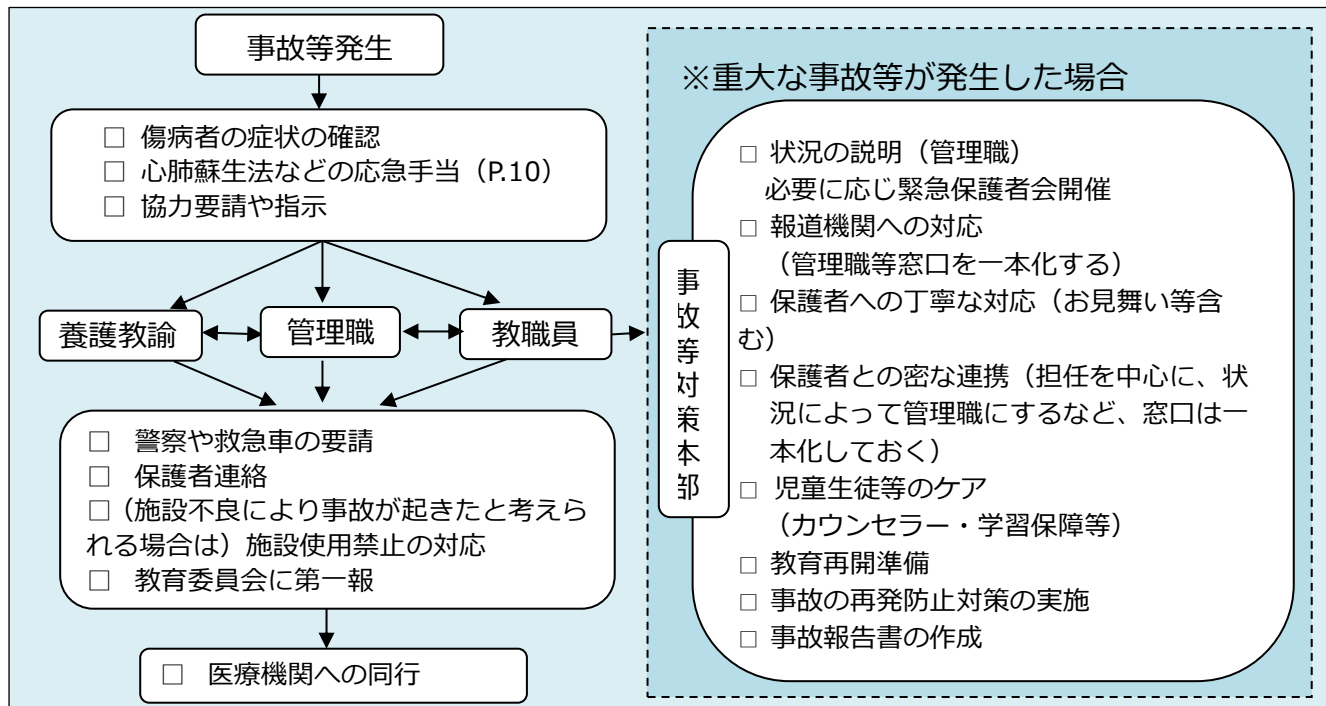 事故等発生
□ 傷病者の症状の確認
□ 心肺蘇生法などの応急手当（P.10）
□ 協力要請や指示
養護教諭
管理職
教職員
□ 警察や救急車の要請
□ 保護者連絡
□（施設不良により事故が起きたと考えら
れる場合は）施設使用禁止の対応
□ 教育委員会に第一報
□ 医療機関への同行
※重大な事故等が発生した場合
事故等対策本部
□ 状況の説明（管理職）
必要に応じ緊急保護者会開催
□ 報道機関への対応
（管理職等窓口を一本化する）
□ 保護者への丁寧な対応（お見舞い等含
む）
□ 保護者との密な連携（担任を中心に、状
況によって管理職にするなど、窓口は一
本化しておく）
□ 児童生徒等のケア
（カウンセラー・学習保障等）
□ 教育再開準備
□ 事故の再発防止対策の実施
□ 事故報告書の作成